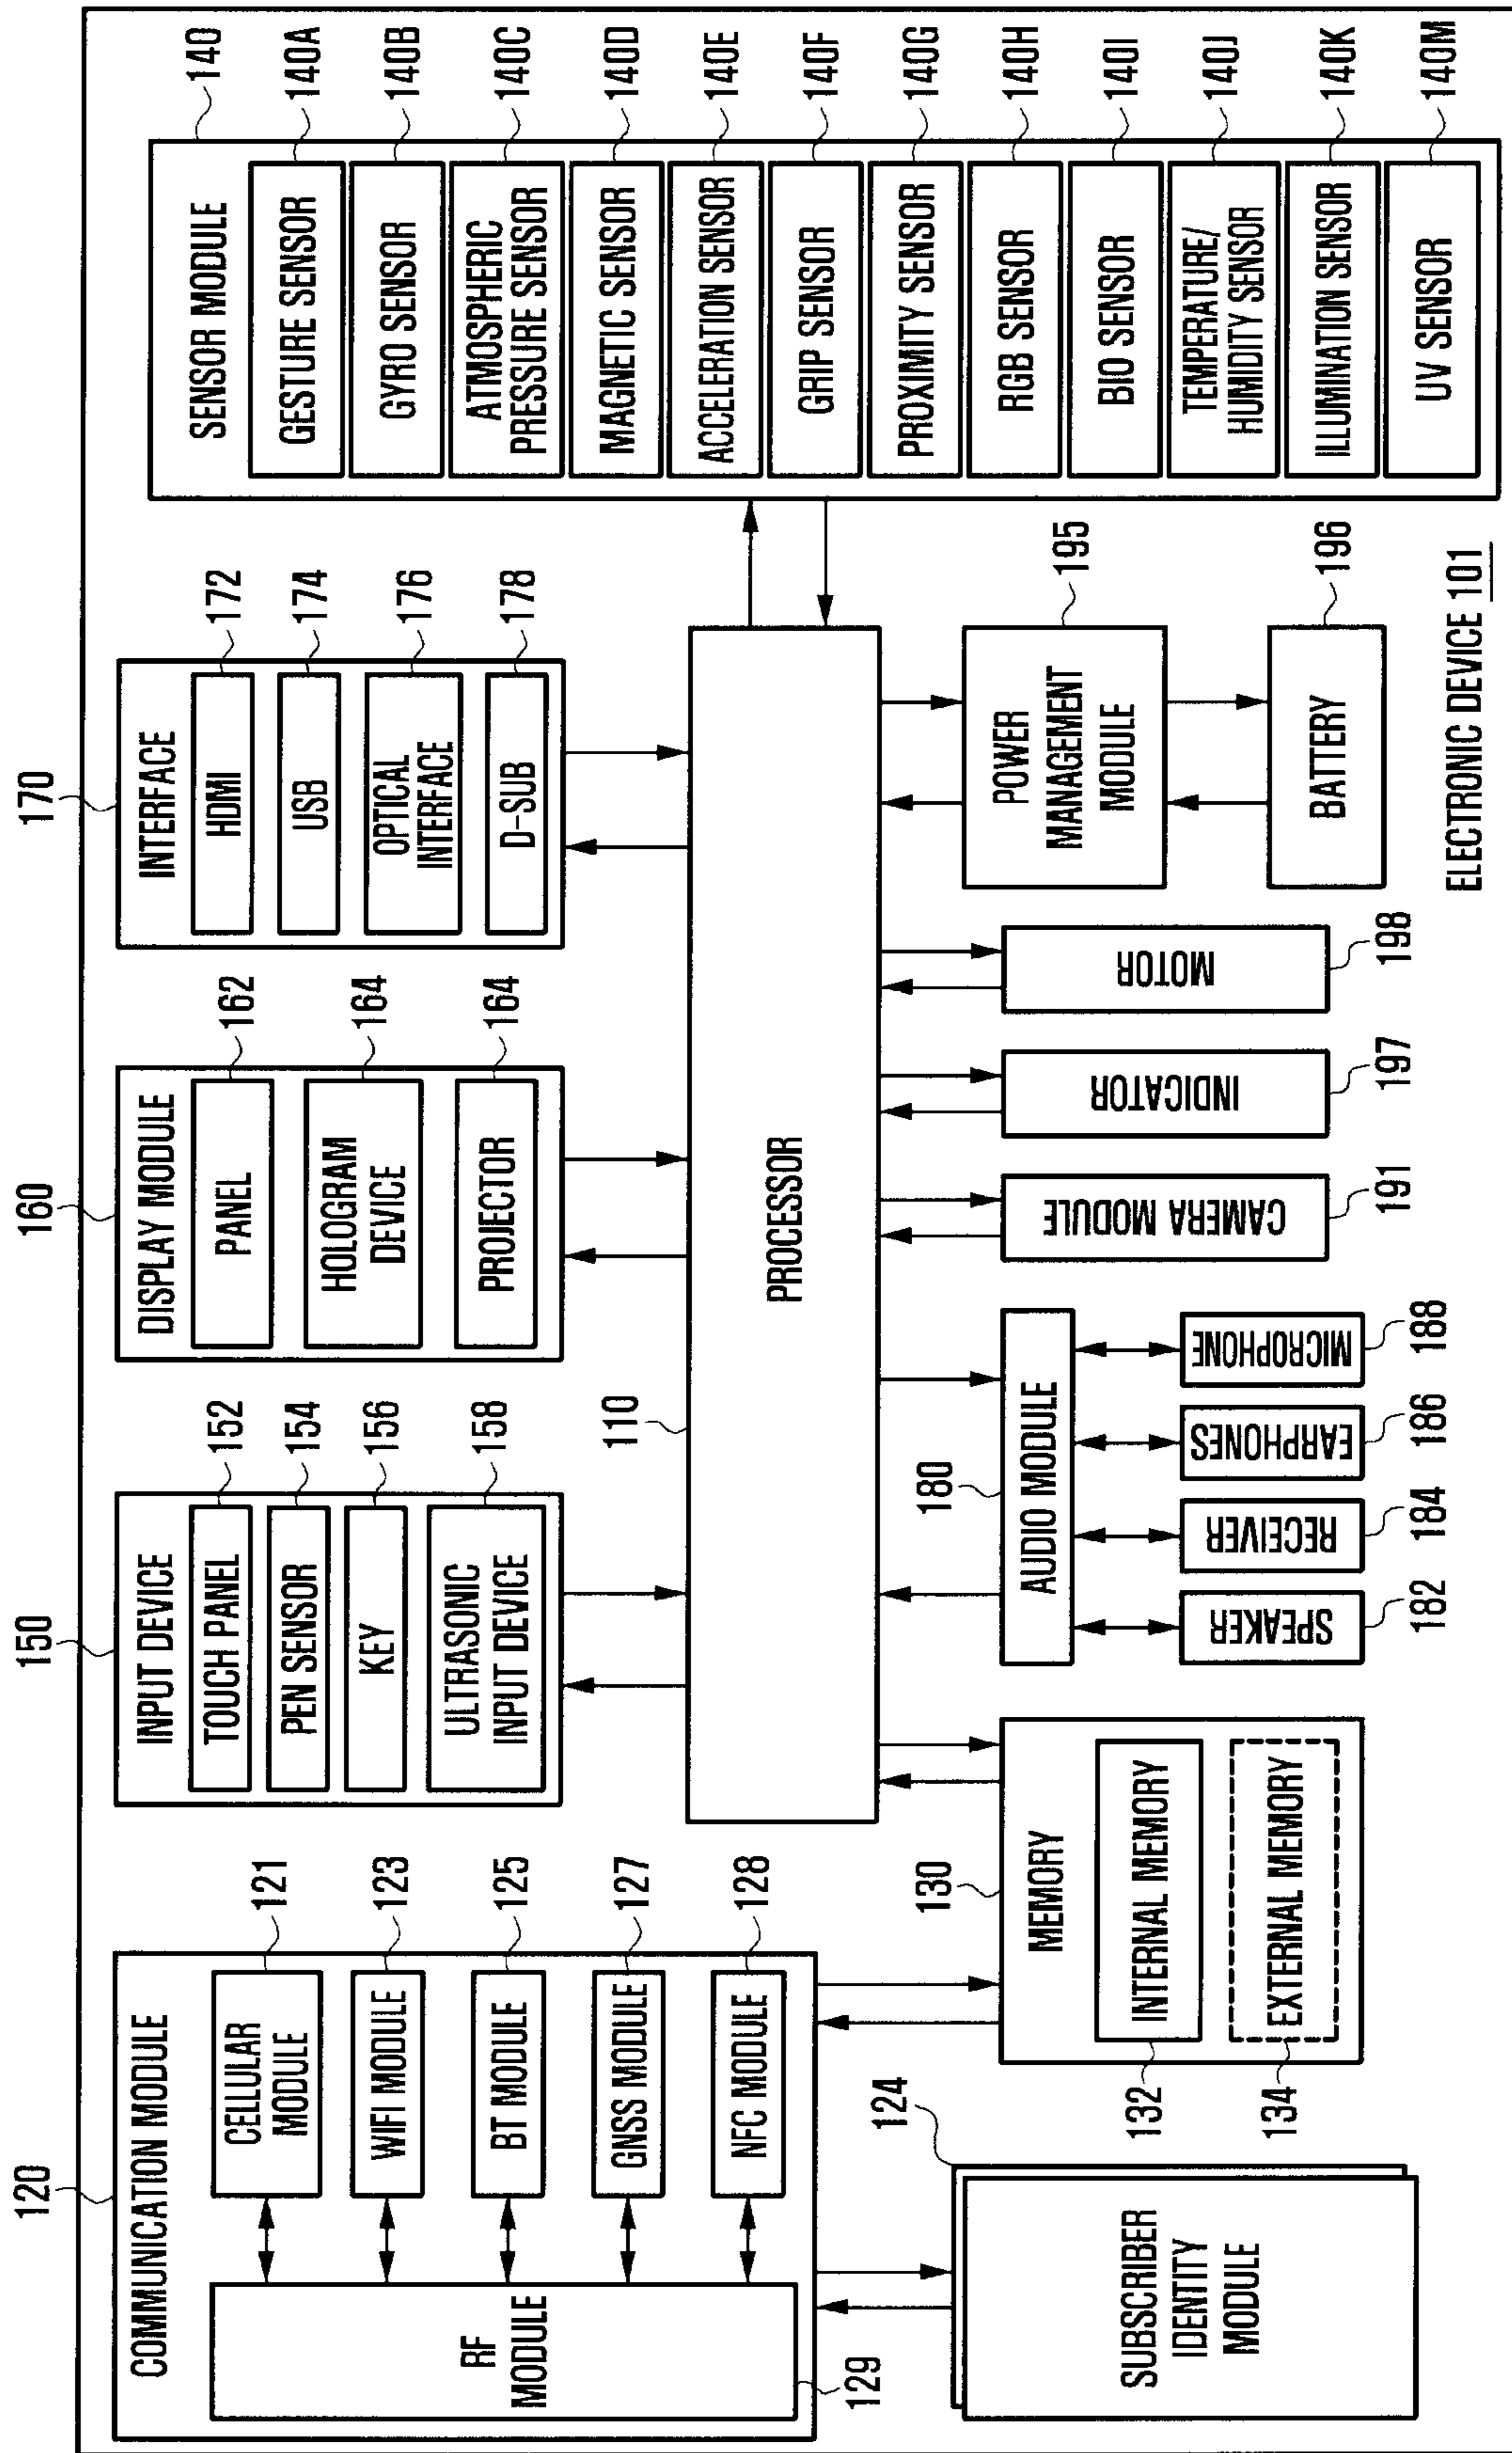 120
COMMUNICATION MODULE
RF
MODULE
129
CELLULAR
MODULE
121
WIFI MODULE
123
BT MODULE
125
GNSS MODULE
127
NFC MODULE
128
SUBSCRIBER
IDENTITY
MODULE
124
150
INPUT DEVICE
TOUCH PANEL
152
PEN SENSOR
154
KEY
156
ULTRASONIC
INPUT DEVICE
158
160
DISPLAY MODULE
PANEL
162
HOLOGRAM
DEVICE
164
PROJECTOR
164
170
INTERFACE
HDMI
172
USB
174
OPTICAL
INTERFACE
176
D-SUB
178
110
PROCESSOR
130
MEMORY
INTERNAL MEMORY
132
EXTERNAL MEMORY
134
180
AUDIO MODULE
SPEAKER
182
RECEIVER
184
EARPHONES
186
MICROPHONE
188
CAMERA MODULE
191
INDICATOR
197
MOTOR
198
POWER
MANAGEMENT
MODULE
195
BATTERY
196
140
SENSOR MODULE
GESTURE SENSOR
140A
GYRO SENSOR
140B
ATMOSPHERIC
PRESSURE SENSOR
140C
MAGNETIC SENSOR
140D
ACCELERATION SENSOR
140E
GRIP SENSOR
140F
PROXIMITY SENSOR
140G
RGB SENSOR
140H
BIO SENSOR
140I
TEMPERATURE/
HUMIDITY SENSOR
140J
ILLUMINATION SENSOR
140K
UV SENSOR
140M
ELECTRONIC DEVICE 101